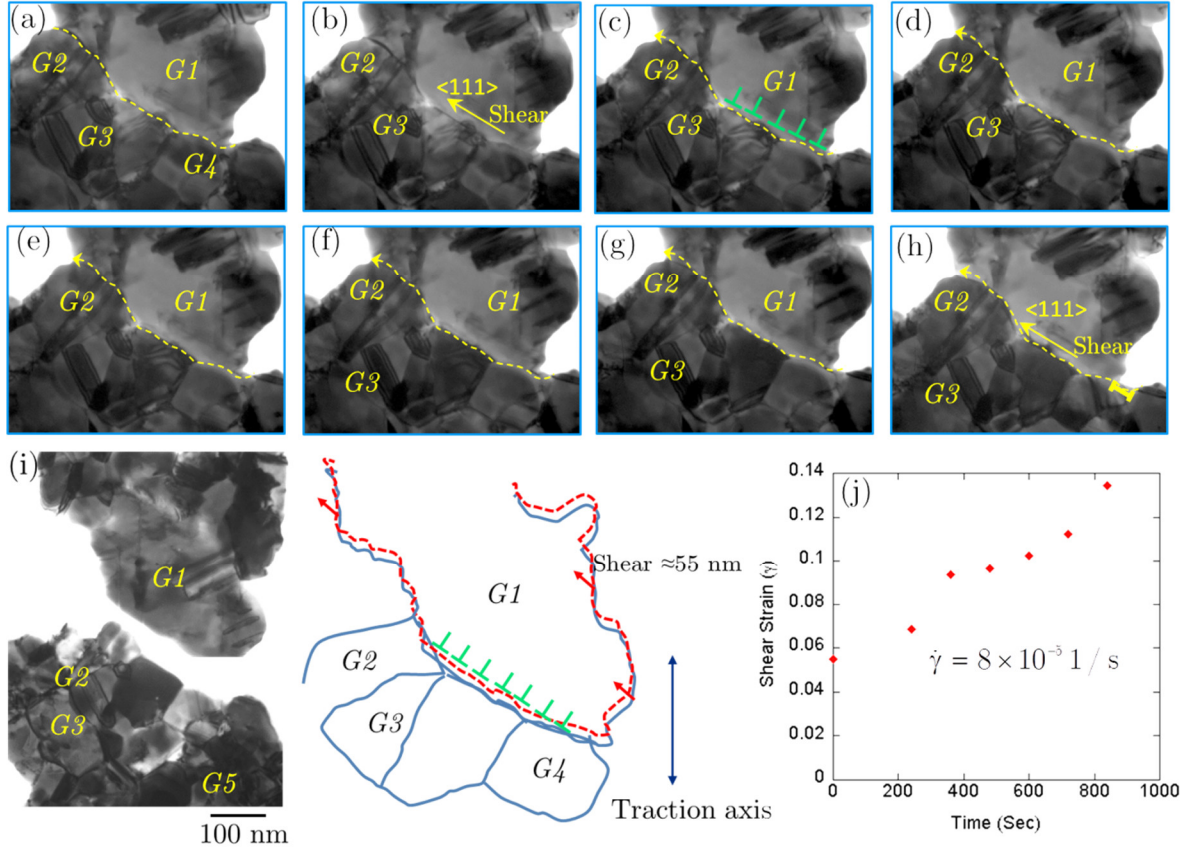 (a)
G2
G1
G3
G4
(b)
G2
G1
<111>
Shear
G3
(c)
G2
G1
G3
(d)
G2
G1
G3
(e)
G2
G1
G3
(f)
G2
G1
G3
(g)
G2
G1
G3
(h)
G2
G1
<111>
Shear
G3
(i)
G1
G2
G3
G5
100 nm
Shear ≈55 nm
G1
G2
G3
G4
Traction axis
(j)
Shear Strain (γ)
0.14
0.12
0.1
0.08
0.06
0.04
0.02
0
γ̇ = 8 × 10⁻⁵ 1 / s
0 200 400 600 800 1000
Time (Sec)